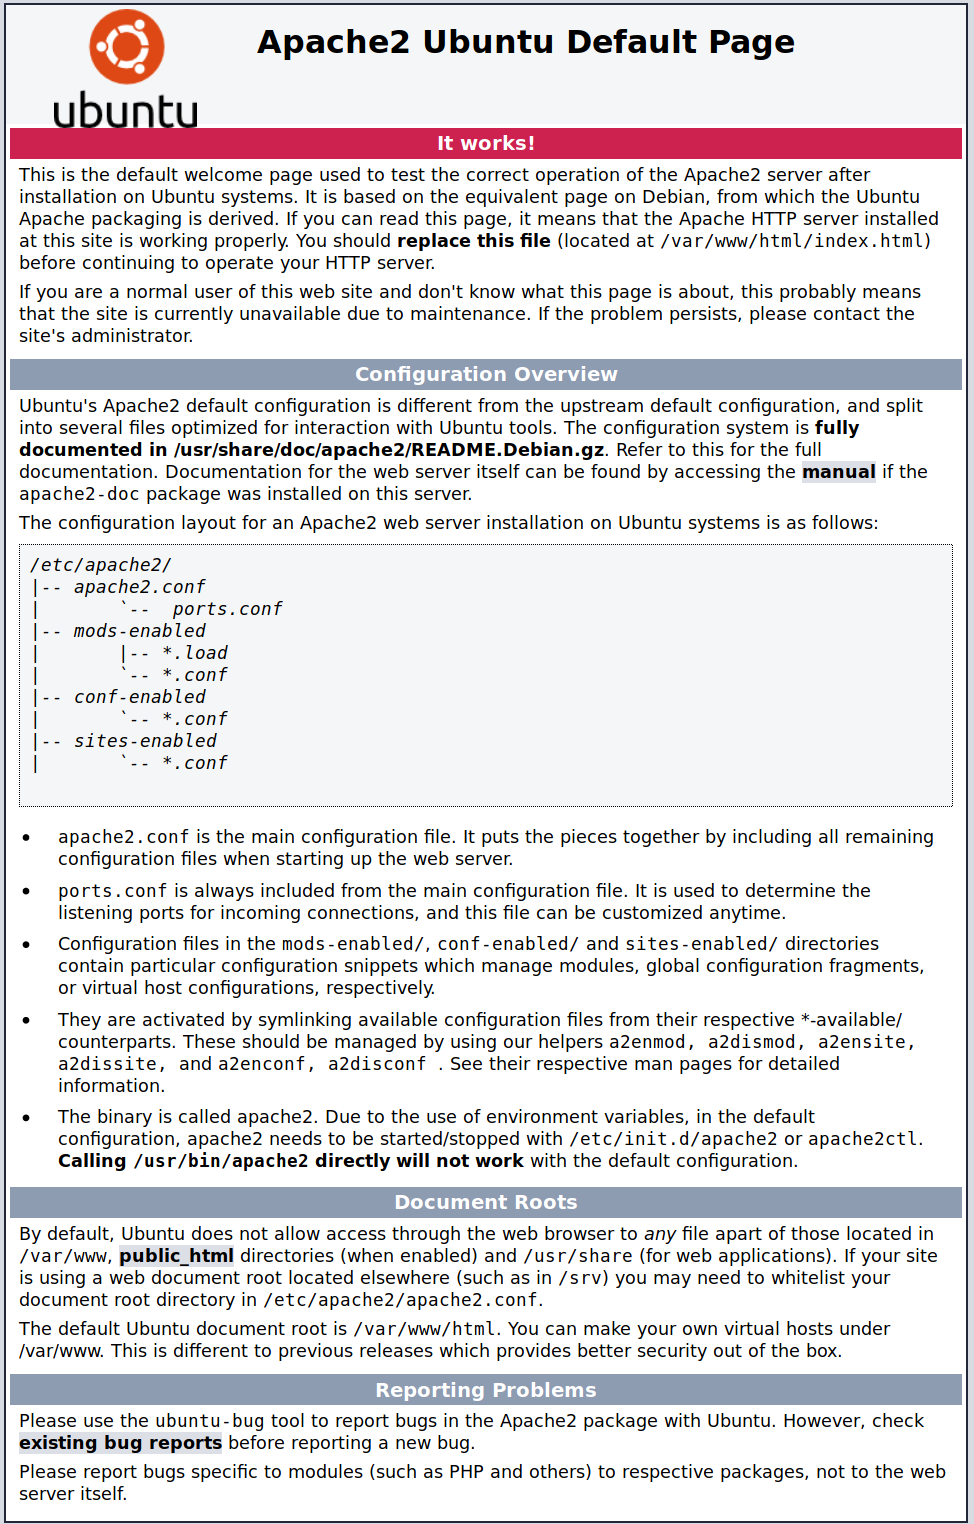 Apache2 Ubuntu Default Page
ubuntu
It works!
This is the default welcome page used to test the correct operation of the Apache2 server after
installation on Ubuntu systems. It is based on the equivalent page on Debian, from which the Ubuntu
Apache packaging is derived. If you can read this page, it means that the Apache HTTP server installed
at this site is working properly. You should replace this file (located at /var/www/html/index.html)
before continuing to operate your HTTP server.
If you are a normal user of this web site and don't know what this page is about, this probably means
that the site is currently unavailable due to maintenance. If the problem persists, please contact the
site's administrator.
Configuration Overview
Ubuntu's Apache2 default configuration is different from the upstream default configuration, and split
into several files optimized for interaction with Ubuntu tools. The configuration system is fully
documented in /usr/share/doc/apache2/README.Debian.gz. Refer to this for the full
documentation. Documentation for the web server itself can be found by accessing the manual if the
apache2-doc package was installed on this server.
The configuration layout for an Apache2 web server installation on Ubuntu systems is as follows:
/etc/apache2/
|-- apache2.conf
|       `--  ports.conf
|-- mods-enabled
|       |-- *.load
|       `-- *.conf
|-- conf-enabled
|       `-- *.conf
|-- sites-enabled
|       `-- *.conf
• apache2.conf is the main configuration file. It puts the pieces together by including all remaining
configuration files when starting up the web server.
• ports.conf is always included from the main configuration file. It is used to determine the
listening ports for incoming connections, and this file can be customized anytime.
• Configuration files in the mods-enabled/, conf-enabled/ and sites-enabled/ directories
contain particular configuration snippets which manage modules, global configuration fragments,
or virtual host configurations, respectively.
• They are activated by symlinking available configuration files from their respective *-available/
counterparts. These should be managed by using our helpers a2enmod, a2dismod, a2ensite,
a2dissite, and a2enconf, a2disconf . See their respective man pages for detailed
information.
• The binary is called apache2. Due to the use of environment variables, in the default
configuration, apache2 needs to be started/stopped with /etc/init.d/apache2 or apache2ctl.
Calling /usr/bin/apache2 directly will not work with the default configuration.
Document Roots
By default, Ubuntu does not allow access through the web browser to any file apart of those located in
/var/www, public_html directories (when enabled) and /usr/share (for web applications). If your site
is using a web document root located elsewhere (such as in /srv) you may need to whitelist your
document root directory in /etc/apache2/apache2.conf.
The default Ubuntu document root is /var/www/html. You can make your own virtual hosts under
/var/www. This is different to previous releases which provides better security out of the box.
Reporting Problems
Please use the ubuntu-bug tool to report bugs in the Apache2 package with Ubuntu. However, check
existing bug reports before reporting a new bug.
Please report bugs specific to modules (such as PHP and others) to respective packages, not to the web
server itself.